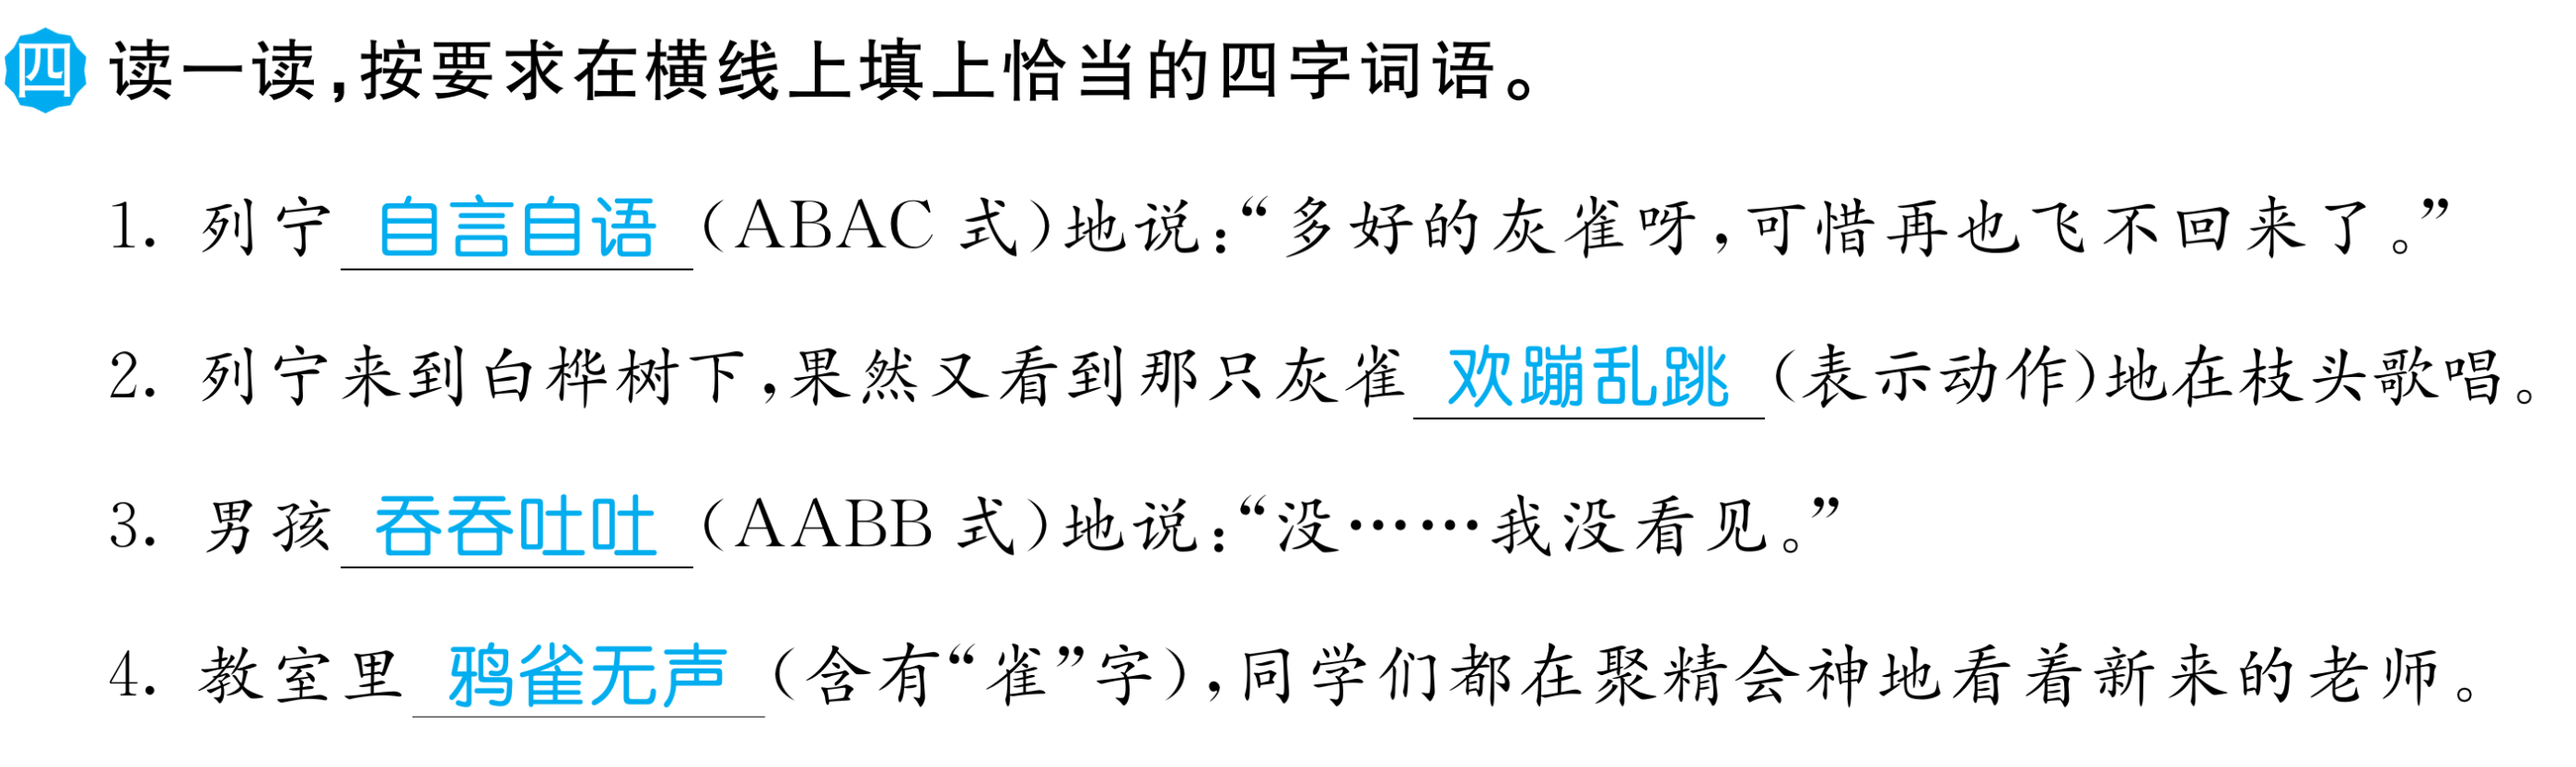 四 读一读,按要求在横线上填上恰当的四字词语。
1. 列宁 自言自语 (ABAC 式)地说:“多好的灰雀呀,可惜再也飞不回来了。”
2. 列宁来到白桦树下,果然又看到那只灰雀 欢蹦乱跳 (表示动作)地在枝头歌唱。
3. 男孩 吞吞吐吐 (AABB 式)地说:“没……我没看见。”
4. 教室里 鸦雀无声 (含有“雀”字),同学们都在聚精会神地看着新来的老师。